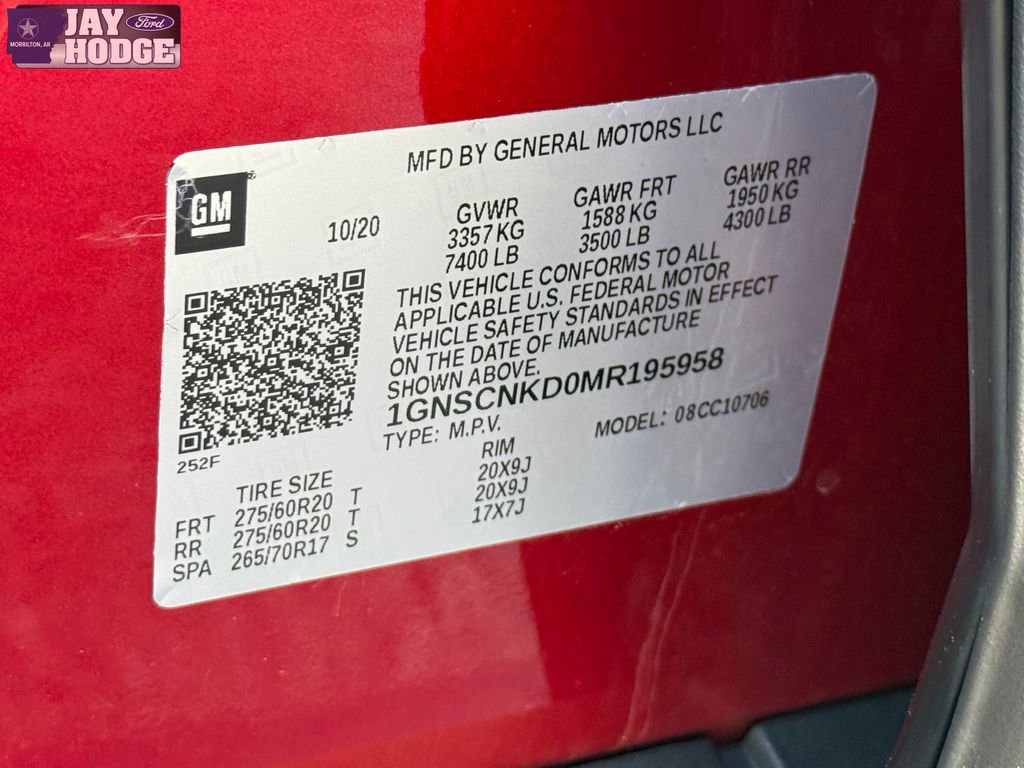 JAY
HODGE
Ford
MORRILTON, AR
MFD BY GENERAL MOTORS LLC
GM
10/20
GVWR
3357 KG
7400 LB
GAWR FRT
1588 KG
3500 LB
GAWR RR
1950 KG
4300 LB
THIS VEHICLE CONFORMS TO ALL
APPLICABLE U.S. FEDERAL MOTOR
VEHICLE SAFETY STANDARDS IN EFFECT
ON THE DATE OF MANUFACTURE
SHOWN ABOVE.
1GNSCNKD0MR195958
TYPE: M.P.V. MODEL: 08CC10706
252F
TIRE SIZE RIM
FRT 275/60R20 T 20X9J
RR 275/60R20 T 20X9J
SPA 265/70R17 S 17X7J